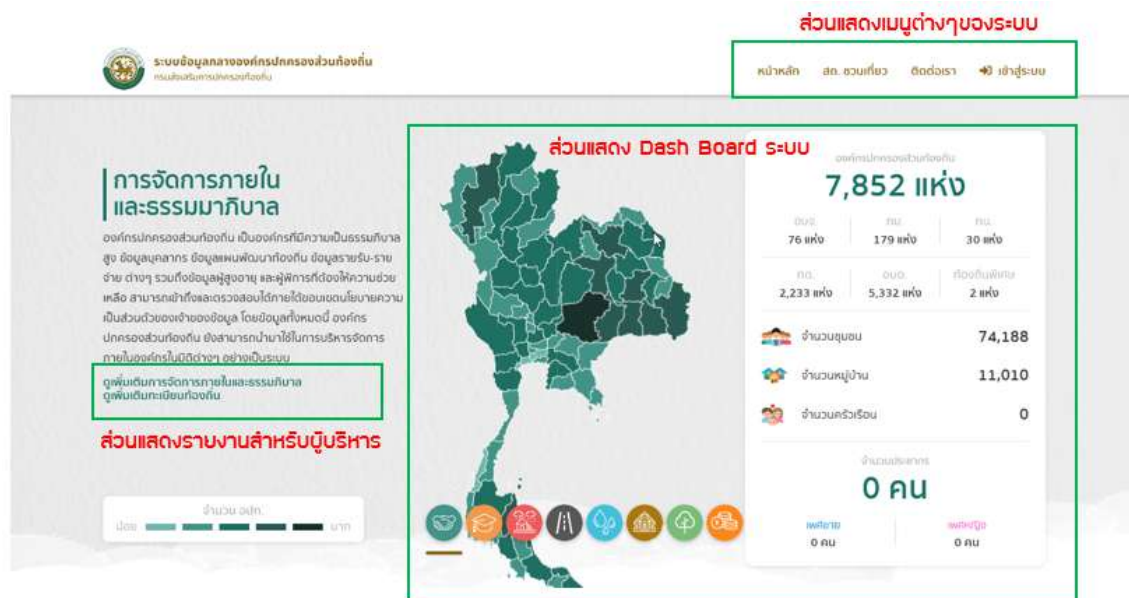 ส่วนแสดงเมนูต่างๆของระบบ
ระบบข้อมูลกลางองค์กรปกครองส่วนท้องถิ่น
กรมส่งเสริมการปกครองท้องถิ่น
หน้าหลัก สถ. ชวนเที่ยว ติดต่อเรา เข้าสู่ระบบ
ส่วนแสดง Dash Board ระบบ
การจัดการภายใน
และธรรมมาภิบาล
องค์กรปกครองส่วนท้องถิ่น เป็นองค์กรที่มีความเป็นธรรมภิบาล
สูง ข้อมูลบุคลากร ข้อมูลแผนพัฒนาท้องถิ่น ข้อมูลรายรับ-ราย
จ่าย ต่างๆ รวมถึงข้อมูลผู้สูงอายุ และผู้พิการที่ต้องให้ความช่วย
เหลือ สามารถเข้าถึงและตรวจสอบได้ภายใต้ขอบเขตนโยบายความ
เป็นส่วนตัวของเจ้าของข้อมูล โดยข้อมูลทั้งหมดนี้ องค์กร
ปกครองส่วนท้องถิ่น ยังสามารถนำมาใช้ในการบริหารจัดการ
ภายในองค์กรในมิติต่างๆ อย่างเป็นระบบ
ดูเพิ่มเติมการจัดการภายในและธรรมภิบาล
ดูเพิ่มเติมทะเบียนท้องถิ่น
ส่วนแสดงรายงานสำหรับผู้บริหาร
จำนวน อปท.
น้อย มาก
องค์กรปกครองส่วนท้องถิ่น
7,852 แห่ง
อบจ. ทม. ทน.
76 แห่ง 179 แห่ง 30 แห่ง
ทต. อบต. ท้องถิ่นพิเศษ
2,233 แห่ง 5,332 แห่ง 2 แห่ง
จำนวนชุมชน 74,188
จำนวนหมู่บ้าน 11,010
จำนวนครัวเรือน 0
จำนวนประชากร
0 คน
เพศชาย เพศหญิง
0 คน 0 คน